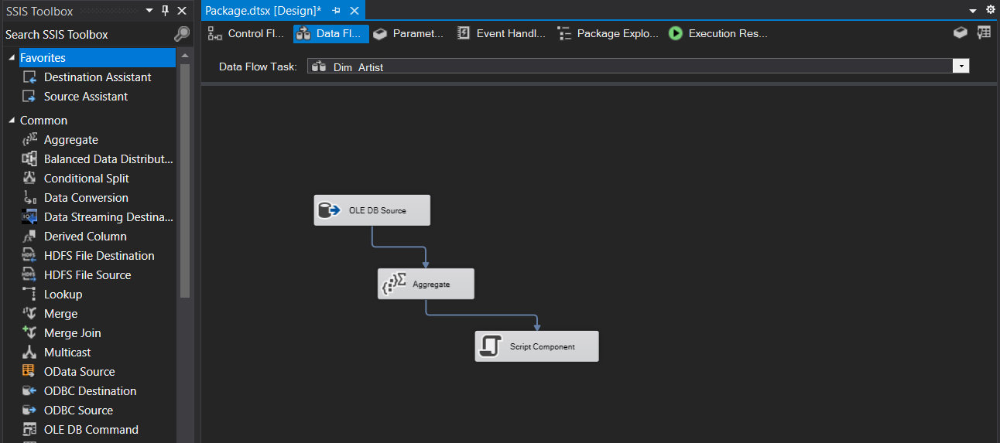 SSIS Toolbox
Search SSIS Toolbox
Favorites
Destination Assistant
Source Assistant
Common
Aggregate
Balanced Data Distribut...
Conditional Split
Data Conversion
Data Streaming Destina...
Derived Column
HDFS File Destination
HDFS File Source
Lookup
Merge
Merge Join
Multicast
OData Source
ODBC Destination
ODBC Source
OLE DB Command
Package.dtsx [Design]*
Control Fl...
Data Fl...
Paramet...
Event Handl...
Package Explo...
Execution Res...
Data Flow Task:
Dim Artist
OLE DB Source
Aggregate
Script Component